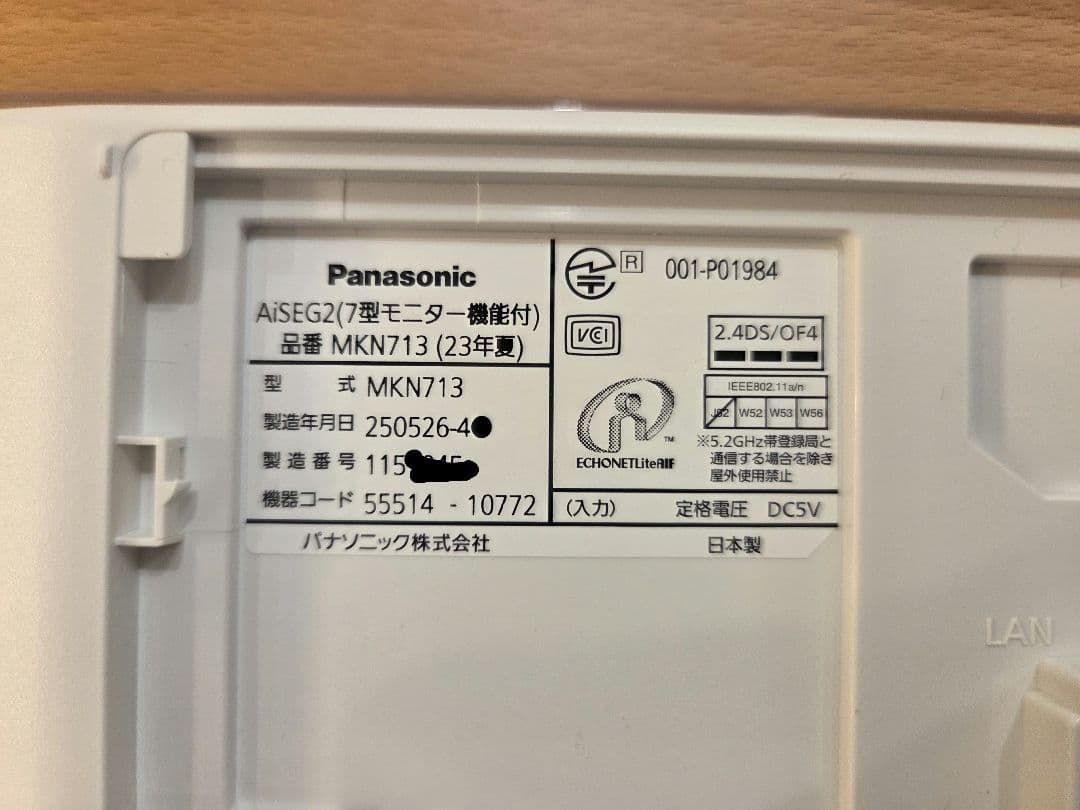 Panasonic
AiSEG2(7型モニター機能付)
品番 MKN713 (23年夏)
型 式 MKN713
製造年月日 250526-4
製造番号 115
機器コード 55514 - 10772
パナソニック株式会社
R 001-P01984
VCI
2.4DS/OF4
IEEE802.11a/n
J52 W52 W53 W56
※5.2GHz帯登録局と
通信する場合を除き
屋外使用禁止
TM
ECHONETLiteAIF
(入力) 定格電圧 DC5V
日本製
LAN